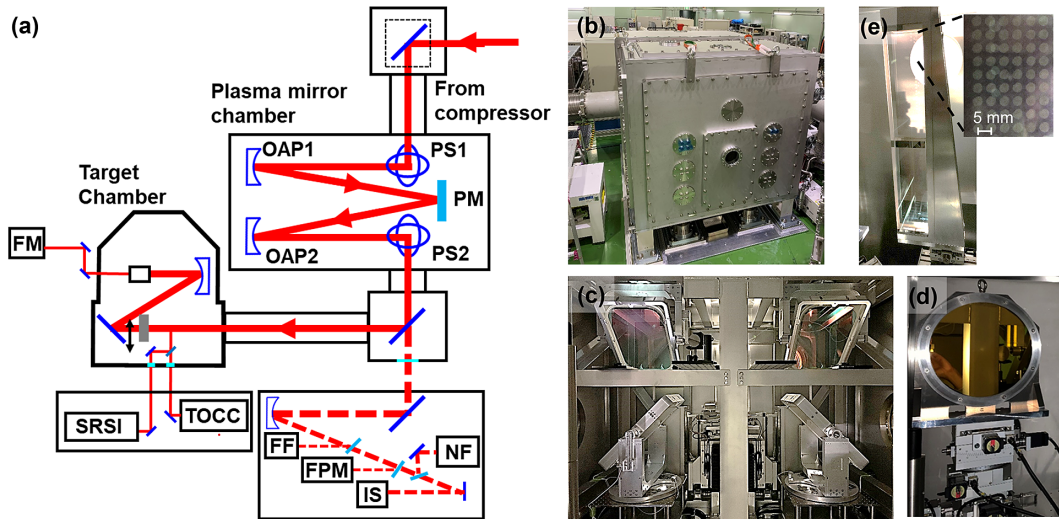 (a)
From
compressor
Plasma mirror
chamber
OAP1
PS1
PM
OAP2
PS2
Target
Chamber
FM
SRSI
TOCC
FF
FPM
IS
NF
(b)
(e)
5 mm
(c)
(d)